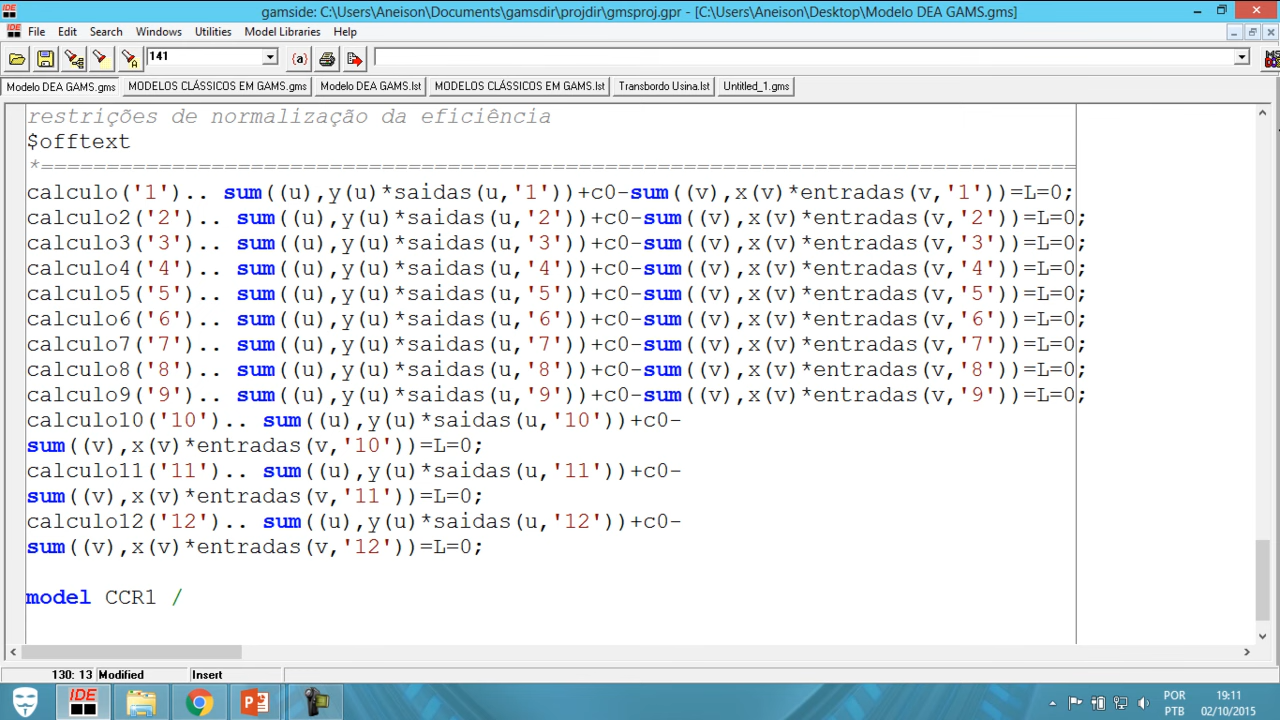 gamside: C:\Users\Aneison\Documents\gamsdir\projdir\gmsproj.gpr - [C:\Users\Aneison\Desktop\Modelo DEA GAMS.gms]
IDE File Edit Search Windows Utilities Model Libraries Help
141 {a}
Modelo DEA GAMS.gms MODELOS CLÁSSICOS EM GAMS.gms Modelo DEA GAMS.lst MODELOS CLÁSSICOS EM GAMS.lst Transbordo Usina.lst Untitled_1.gms
restrições de normalização da eficiência
$offtext
*================================================================================
calculo('1').. sum((u),y(u)*saidas(u,'1'))+c0-sum((v),x(v)*entradas(v,'1'))=L=0;
calculo2('2').. sum((u),y(u)*saidas(u,'2'))+c0-sum((v),x(v)*entradas(v,'2'))=L=0;
calculo3('3').. sum((u),y(u)*saidas(u,'3'))+c0-sum((v),x(v)*entradas(v,'3'))=L=0;
calculo4('4').. sum((u),y(u)*saidas(u,'4'))+c0-sum((v),x(v)*entradas(v,'4'))=L=0;
calculo5('5').. sum((u),y(u)*saidas(u,'5'))+c0-sum((v),x(v)*entradas(v,'5'))=L=0;
calculo6('6').. sum((u),y(u)*saidas(u,'6'))+c0-sum((v),x(v)*entradas(v,'6'))=L=0;
calculo7('7').. sum((u),y(u)*saidas(u,'7'))+c0-sum((v),x(v)*entradas(v,'7'))=L=0;
calculo8('8').. sum((u),y(u)*saidas(u,'8'))+c0-sum((v),x(v)*entradas(v,'8'))=L=0;
calculo9('9').. sum((u),y(u)*saidas(u,'9'))+c0-sum((v),x(v)*entradas(v,'9'))=L=0;
calculo10('10').. sum((u),y(u)*saidas(u,'10'))+c0-
sum((v),x(v)*entradas(v,'10'))=L=0;
calculo11('11').. sum((u),y(u)*saidas(u,'11'))+c0-
sum((v),x(v)*entradas(v,'11'))=L=0;
calculo12('12').. sum((u),y(u)*saidas(u,'12'))+c0-
sum((v),x(v)*entradas(v,'12'))=L=0;
model CCR1 /
130: 13 Modified Insert
IDE POR 19:11
PTB 02/10/2015